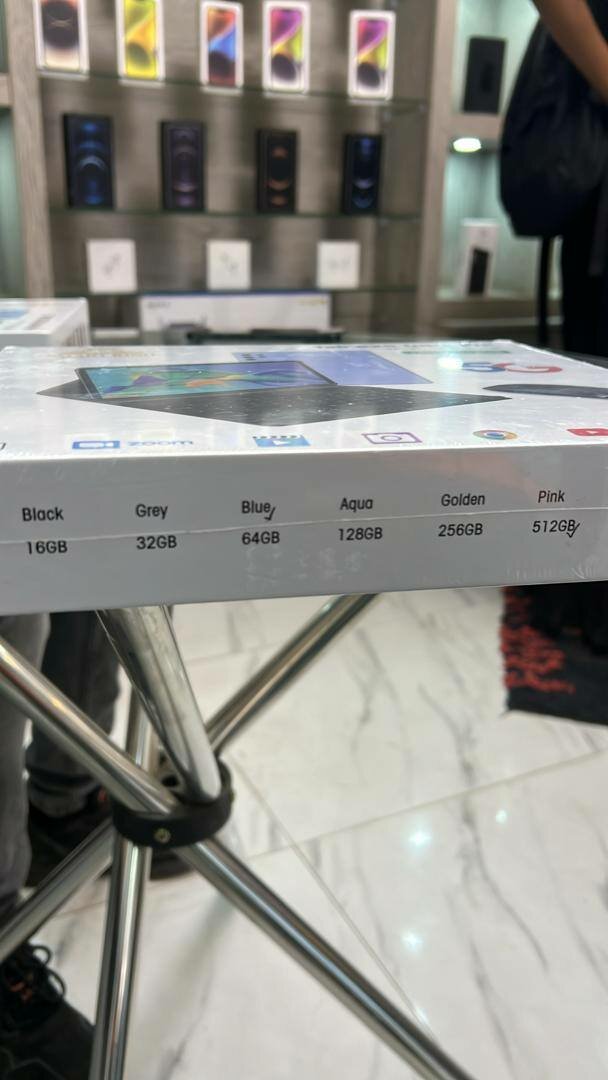 5G
zoom
Black Grey Blue✓ Aqua Golden Pink
16GB 32GB 64GB 128GB 256GB 512GB✓